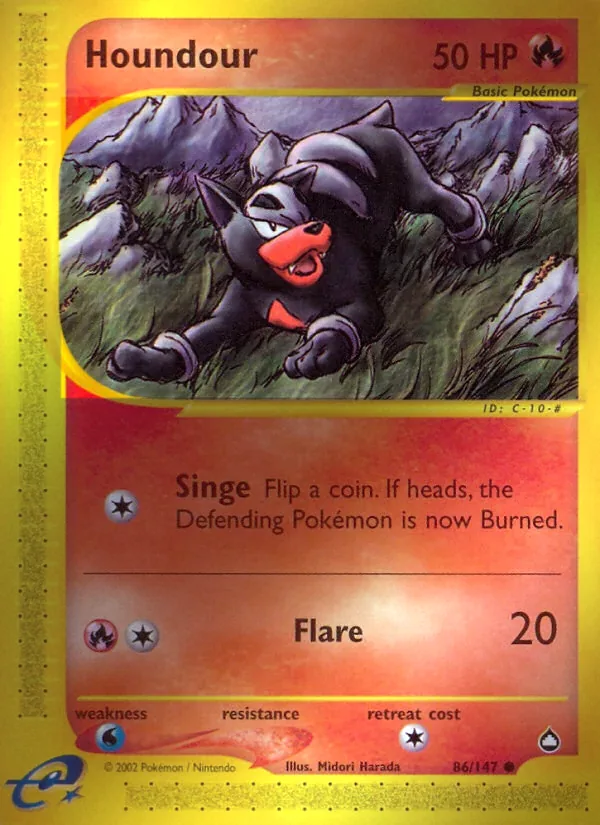 Houndour 50 HP
Basic Pokémon
ID: C-10-#
Singe Flip a coin. If heads, the
Defending Pokémon is now Burned.
Flare 20
weakness resistance retreat cost
© 2002 Pokémon / Nintendo Illus. Midori Harada 86/147
e